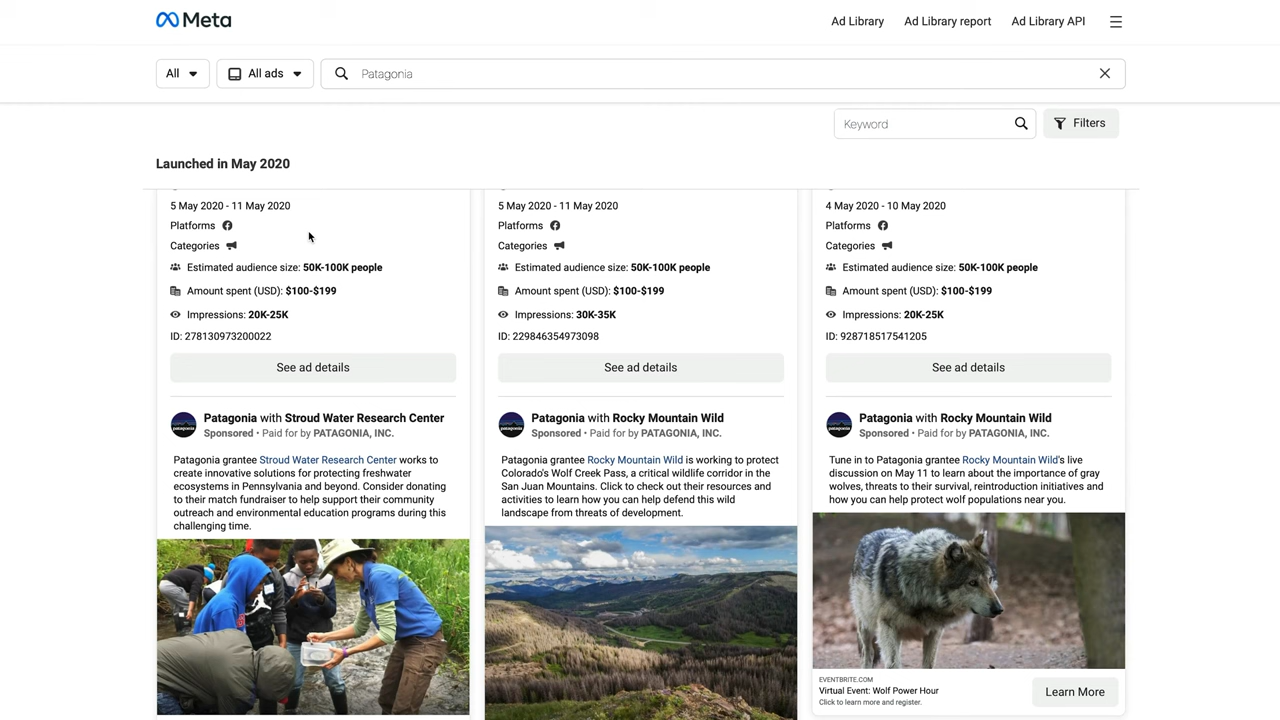 Meta
Ad Library
Ad Library report
Ad Library API
All
All ads
Patagonia
Keyword
Filters
Launched in May 2020
5 May 2020 - 11 May 2020
Platforms
Categories
Estimated audience size: 50K-100K people
Amount spent (USD): $100-$199
Impressions: 20K-25K
ID: 278130973200022
See ad details
patagonia
Patagonia with Stroud Water Research Center
Sponsored • Paid for by PATAGONIA, INC.
Patagonia grantee Stroud Water Research Center works to
create innovative solutions for protecting freshwater
ecosystems in Pennsylvania and beyond. Consider donating
to their match fundraiser to help support their community
outreach and environmental education programs during this
challenging time.
5 May 2020 - 11 May 2020
Platforms
Categories
Estimated audience size: 50K-100K people
Amount spent (USD): $100-$199
Impressions: 30K-35K
ID: 229846354973098
See ad details
patagonia
Patagonia with Rocky Mountain Wild
Sponsored • Paid for by PATAGONIA, INC.
Patagonia grantee Rocky Mountain Wild is working to protect
Colorado's Wolf Creek Pass, a critical wildlife corridor in the
San Juan Mountains. Click to check out their resources and
activities to learn how you can help defend this wild
landscape from threats of development.
4 May 2020 - 10 May 2020
Platforms
Categories
Estimated audience size: 50K-100K people
Amount spent (USD): $100-$199
Impressions: 20K-25K
ID: 928718517541205
See ad details
patagonia
Patagonia with Rocky Mountain Wild
Sponsored • Paid for by PATAGONIA, INC.
Tune in to Patagonia grantee Rocky Mountain Wild's live
discussion on May 11 to learn about the importance of gray
wolves, threats to their survival, reintroduction initiatives and
how you can help protect wolf populations near you.
EVENTBRITE.COM
Virtual Event: Wolf Power Hour
Click to learn more and register.
Learn More